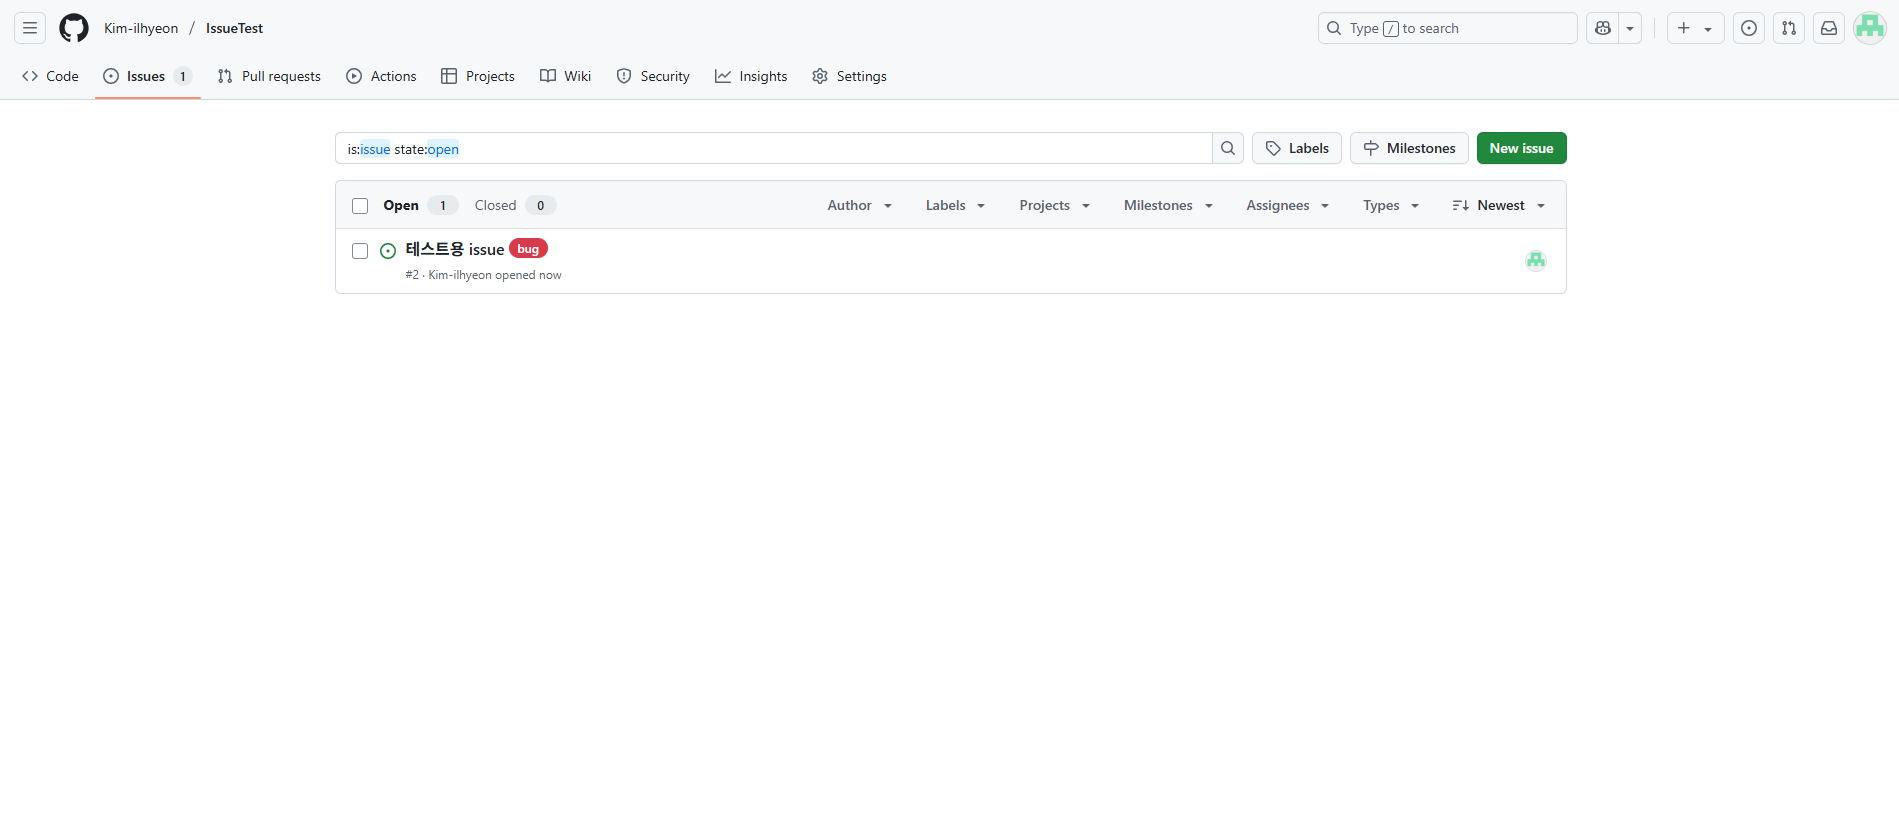 Kim-ilhyeon / IssueTest
Type / to search
Code Issues 1 Pull requests Actions Projects Wiki Security Insights Settings
is:issue state:open
Labels Milestones New issue
Open 1 Closed 0 Author Labels Projects Milestones Assignees Types Newest
테스트용 issue bug
#2 · Kim-ilhyeon opened now